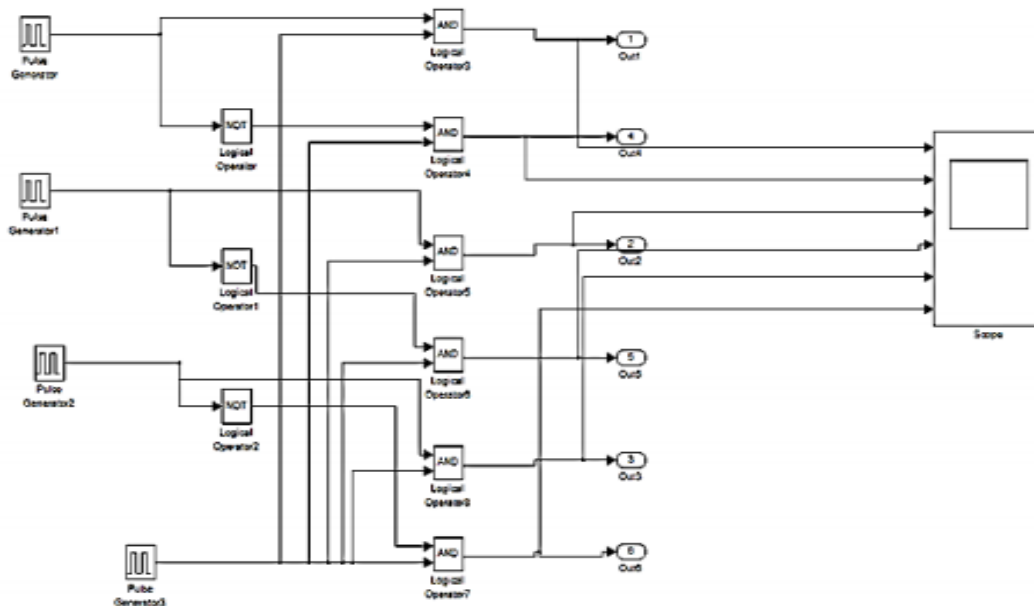 AND
Logical
Operator3
1
Out1
Pulse
Generator
NOT
Logical
Operator
AND
Logical
Operator4
4
Out4
Pulse
Generator1
NOT
Logical
Operator1
AND
Logical
Operator5
2
Out2
Scope
Pulse
Generator2
NOT
Logical
Operator2
AND
Logical
Operator6
5
Out5
AND
Logical
Operator8
3
Out3
Pulse
Generator3
AND
Logical
Operator7
6
Out6